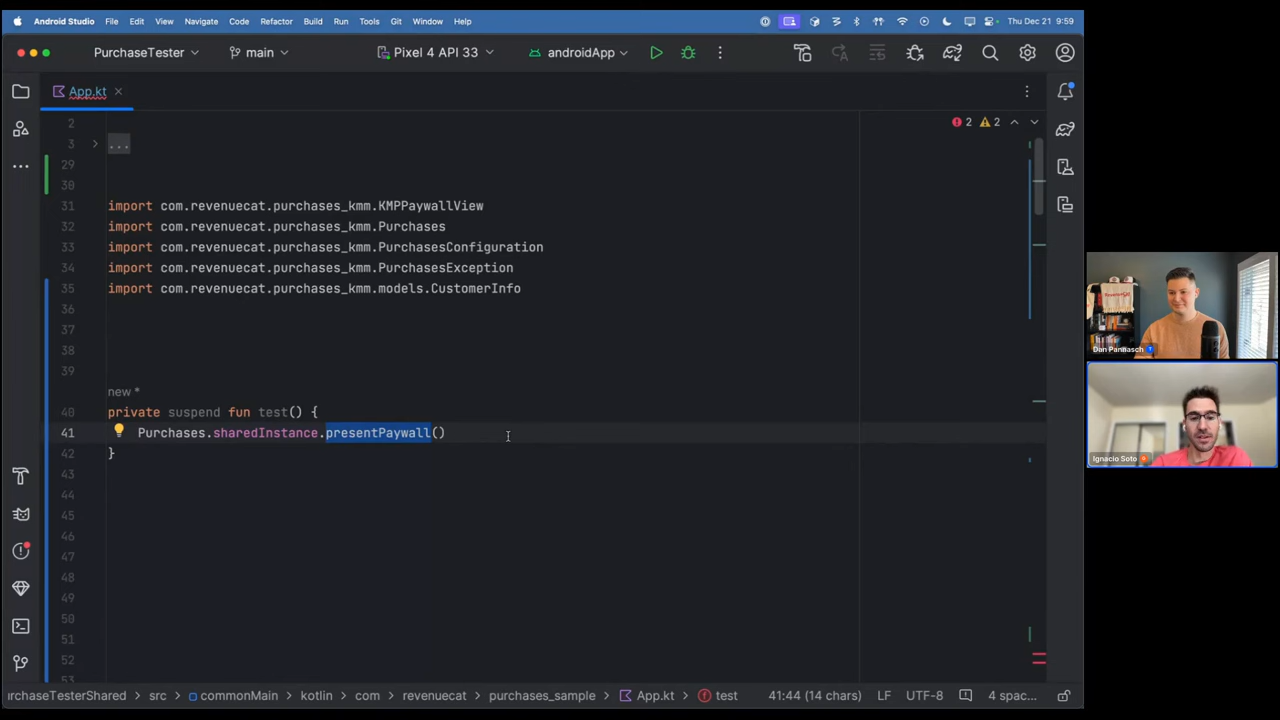 Android Studio File Edit View Navigate Code Refactor Build Run Tools Git Window Help Thu Dec 21 9:59
PurchaseTester main Pixel 4 API 33 androidApp
App.kt
2 2 2
3 ...
29
30
31 import com.revenuecat.purchases_kmm.KMPPaywallView
32 import com.revenuecat.purchases_kmm.Purchases
33 import com.revenuecat.purchases_kmm.PurchasesConfiguration
34 import com.revenuecat.purchases_kmm.PurchasesException
35 import com.revenuecat.purchases_kmm.models.CustomerInfo
36
37
38
39
new *
40 private suspend fun test() {
41 Purchases.sharedInstance.presentPaywall()
42 }
43
44
45
46
47
48
49
50
51
52
53
urchaseTesterShared src commonMain kotlin com revenuecat purchases_sample App.kt test 41:44 (14 chars) LF UTF-8 4 spac...
Dan Pannasch
Ignacio Soto